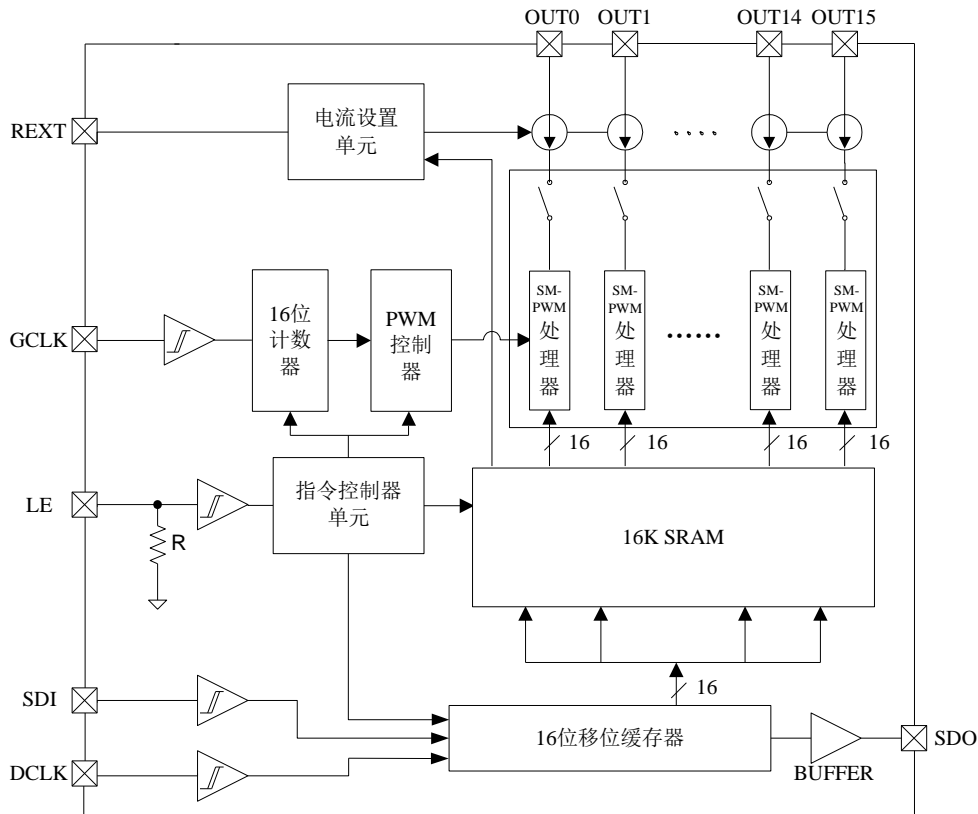 OUT0
OUT1
OUT14
OUT15
REXT
电流设置
单元
. . . .
GCLK
16位
计数
器
PWM
控制
器
SM-
PWM
处
理
器
SM-
PWM
处
理
器
......
SM-
PWM
处
理
器
SM-
PWM
处
理
器
16
16
16
16
LE
R
指令控制器
单元
16K SRAM
16
SDI
DCLK
16位移位缓存器
BUFFER
SDO